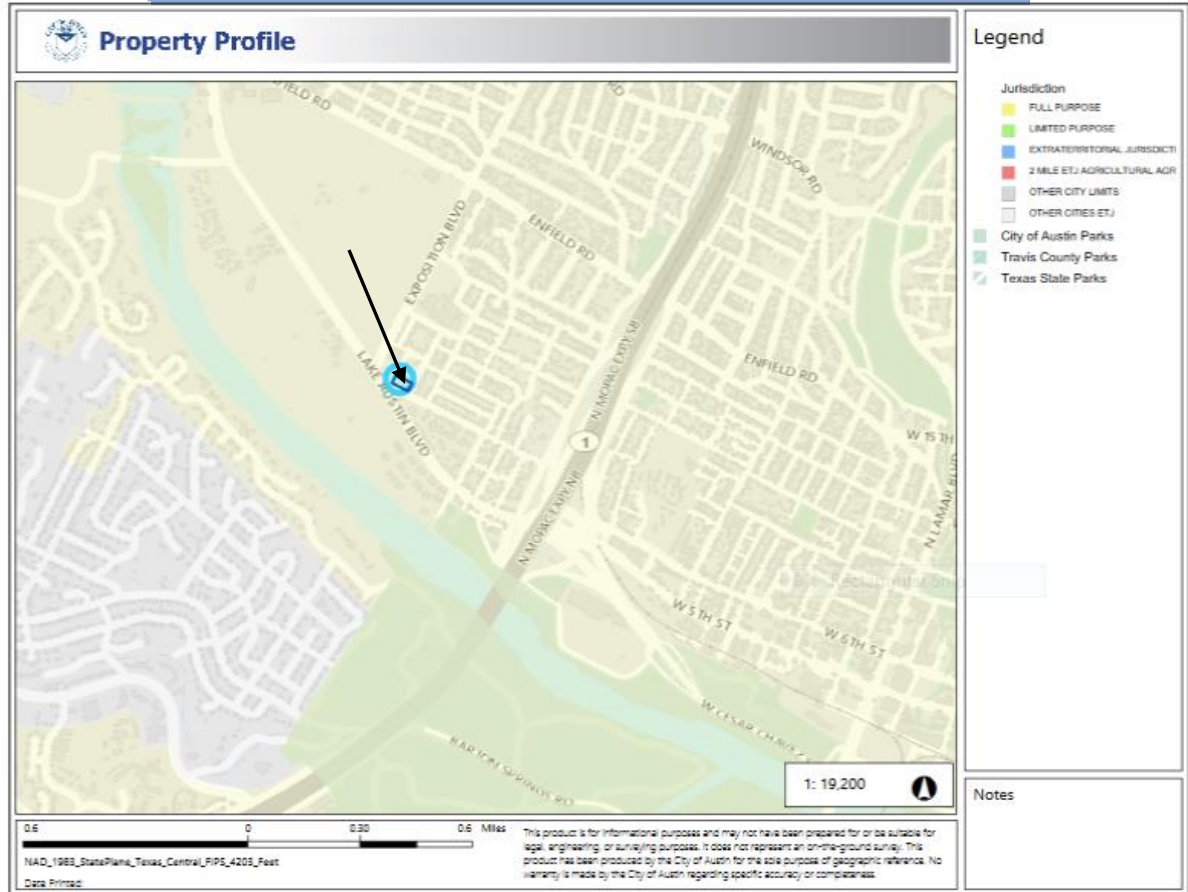 Property Profile
Legend
Jurisdiction
FULL PURPOSE
LIMITED PURPOSE
EXTRATERRITORIAL JURISDICTI
2 MILE ETJ AGRICULTURAL AGR
OTHER CITY LIMITS
OTHER CITIES ETJ
City of Austin Parks
Travis County Parks
Texas State Parks
FIELD RD
RD
WINDSOR RD
EXPOSITION BLVD
ENFIELD RD
LAKE AUSTIN BLVD
N MOPAC EXPY SB
ENFIELD RD
1
W 15TH
N MOPAC EXPY NB
N LAMAR BLVD
Rectangular Snip
W 5TH ST
W 6TH ST
W CESAR CHAVEZ
BARTON SPRINGS RD
1: 19,200
Notes
0.6 0 0.30 0.6 Miles
NAD_1983_StatePlane_Texas_Central_FIPS_4203_Feet
Date Printed:
This product is for informational purposes and may not have been prepared for or be suitable for
legal, engineering, or surveying purposes. It does not represent an on-the-ground survey. This
product has been produced by the City of Austin for the sole purpose of geographic reference. No
warranty is made by the City of Austin regarding specific accuracy or completeness.